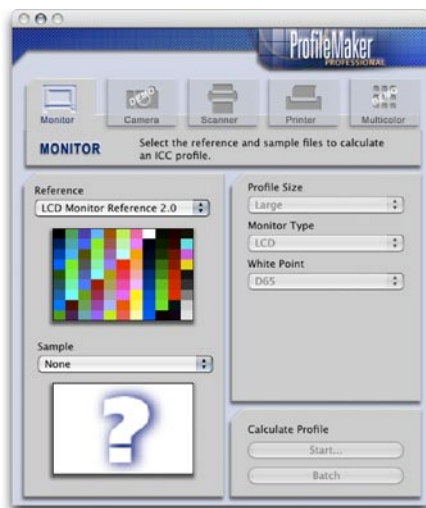 ProfileMaker
PROFESSIONAL
Monitor
DEMO
Camera
Scanner
Printer
DEMO
Multicolor
MONITOR
Select the reference and sample files to calculate
an ICC profile.
Reference
LCD Monitor Reference 2.0
Sample
None
?
Profile Size
Large
Monitor Type
LCD
White Point
D65
Calculate Profile
Start...
Batch